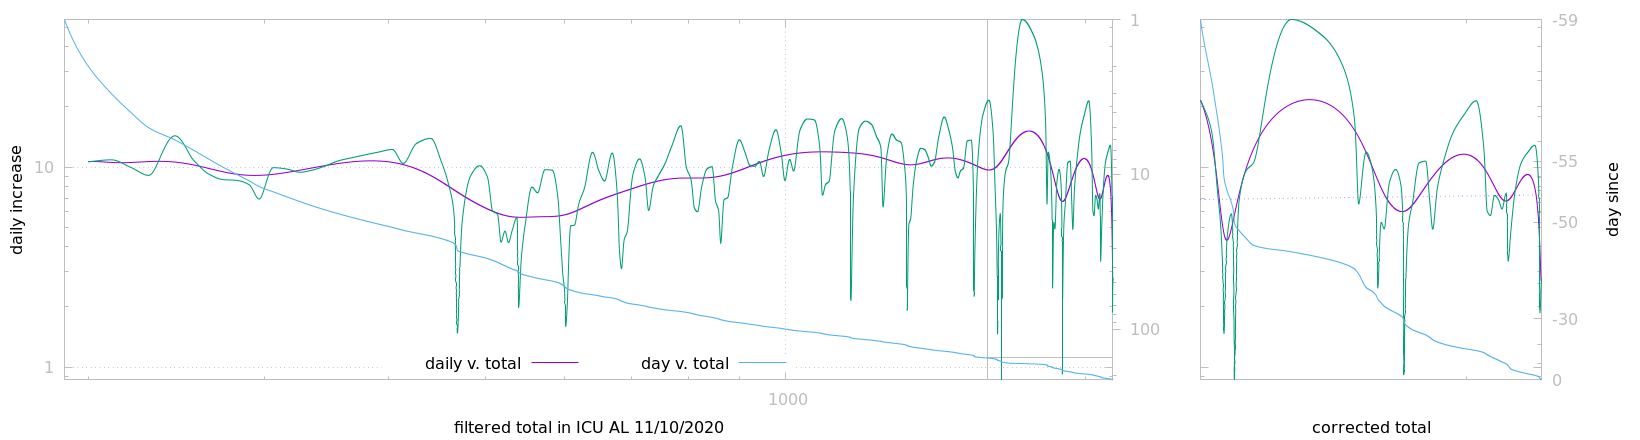 daily increase
10
1
daily v. total
day v. total
1000
filtered total in ICU AL 11/10/2020
1
10
100
corrected total
-59
-55
-50
-30
0
day since